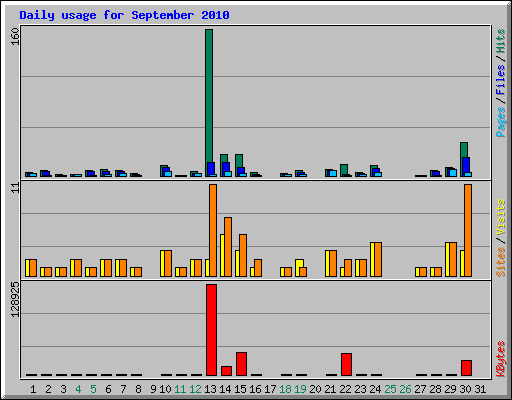 Daily usage for September 2010
160
Pages / Files / Hits
11
Sites / Visits
128925
KBytes
1 2 3 4 5 6 7 8 9 10 11 12 13 14 15 16 17 18 19 20 21 22 23 24 25 26 27 28 29 30 31